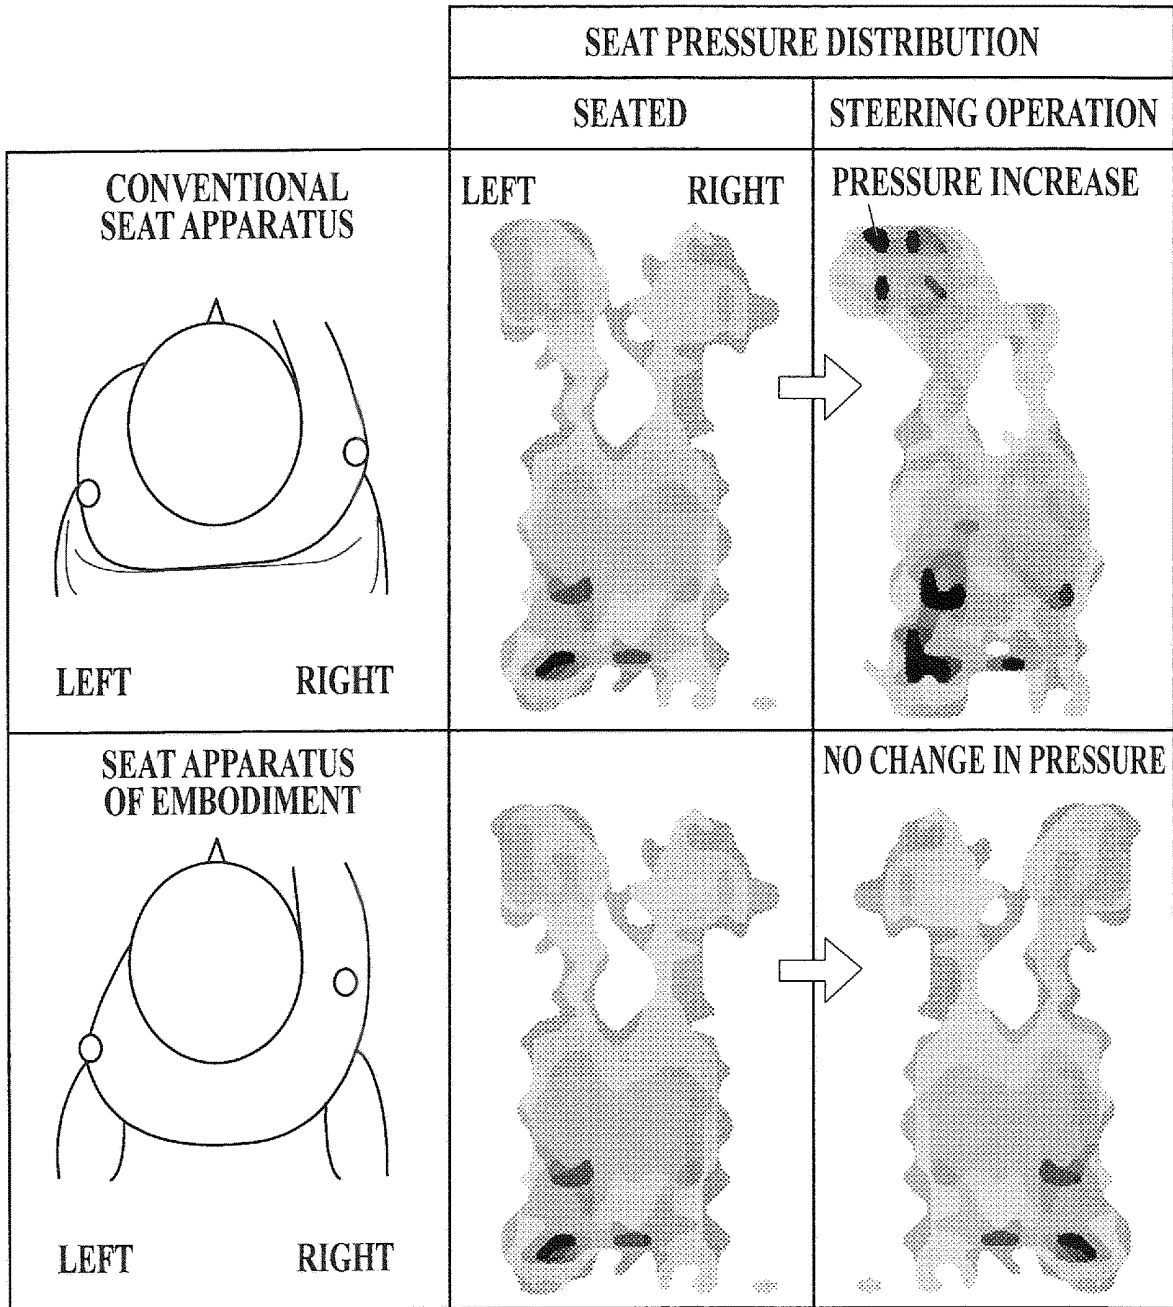 SEAT PRESSURE DISTRIBUTION
SEATED
STEERING OPERATION
CONVENTIONAL
SEAT APPARATUS
LEFT
RIGHT
PRESSURE INCREASE
LEFT
RIGHT
SEAT APPARATUS
OF EMBODIMENT
NO CHANGE IN PRESSURE
LEFT
RIGHT